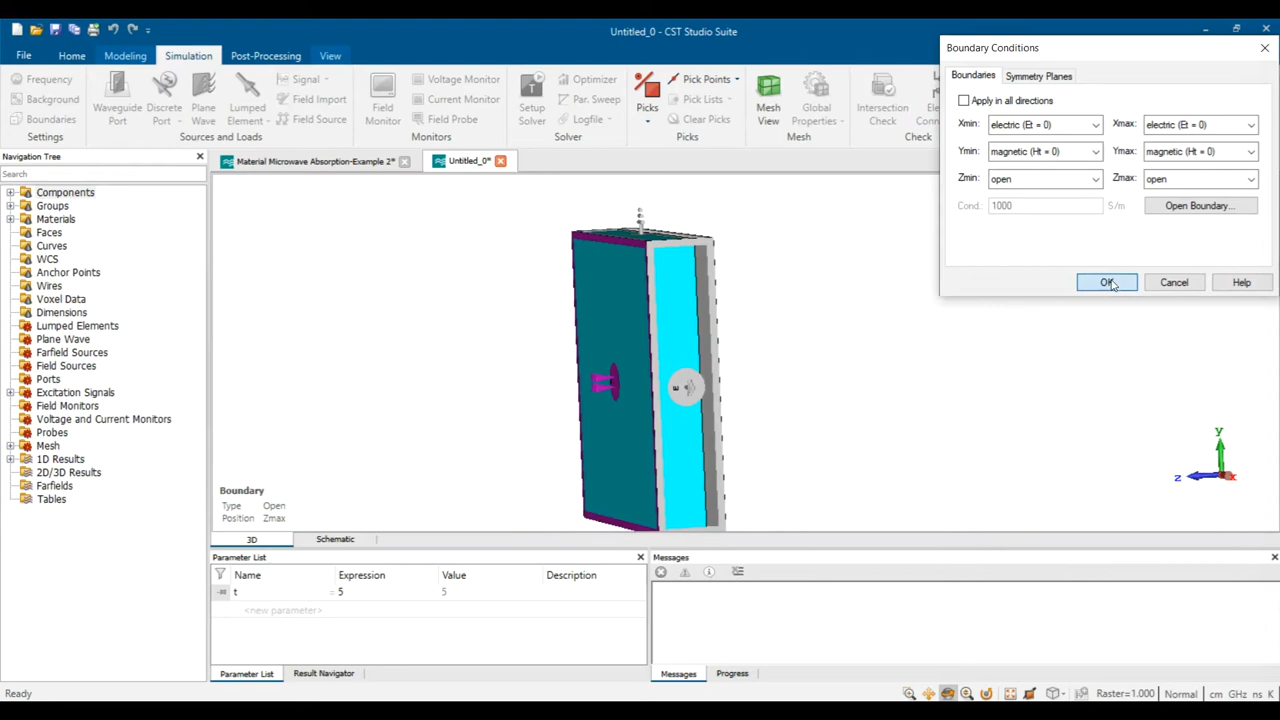 Untitled_0 - CST Studio Suite
File Home Modeling Simulation Post-Processing View
Frequency
Background
Boundaries
Settings
Waveguide Port
Discrete Port
Plane Wave
Lumped Element
Signal
Field Import
Field Source
Sources and Loads
Field Monitor
Voltage Monitor
Current Monitor
Field Probe
Monitors
Setup Solver
Optimizer
Par. Sweep
Logfile
Solver
Picks
Pick Points
Pick Lists
Clear Picks
Picks
Mesh View
Global Properties
Mesh
Intersection Check
Check
Boundary Conditions
Boundaries Symmetry Planes
Apply in all directions
Xmin: electric (Et = 0) Xmax: electric (Et = 0)
Ymin: magnetic (Ht = 0) Ymax: magnetic (Ht = 0)
Zmin: open Zmax: open
Cond.: 1000 S/m Open Boundary...
OK Cancel Help
Navigation Tree
Search
Components
Groups
Materials
Faces
Curves
WCS
Anchor Points
Wires
Voxel Data
Dimensions
Lumped Elements
Plane Wave
Farfield Sources
Field Sources
Ports
Excitation Signals
Field Monitors
Voltage and Current Monitors
Probes
Mesh
1D Results
2D/3D Results
Farfields
Tables
Material Microwave Absorption-Example 2* Untitled_0*
E
y
z
x
Boundary
Type Open
Position Zmax
3D Schematic
Parameter List
Name Expression Value Description
t = 5 5
<new parameter>
Parameter List Result Navigator
Messages
Messages Progress
Ready
Raster=1.000 Normal cm GHz ns K